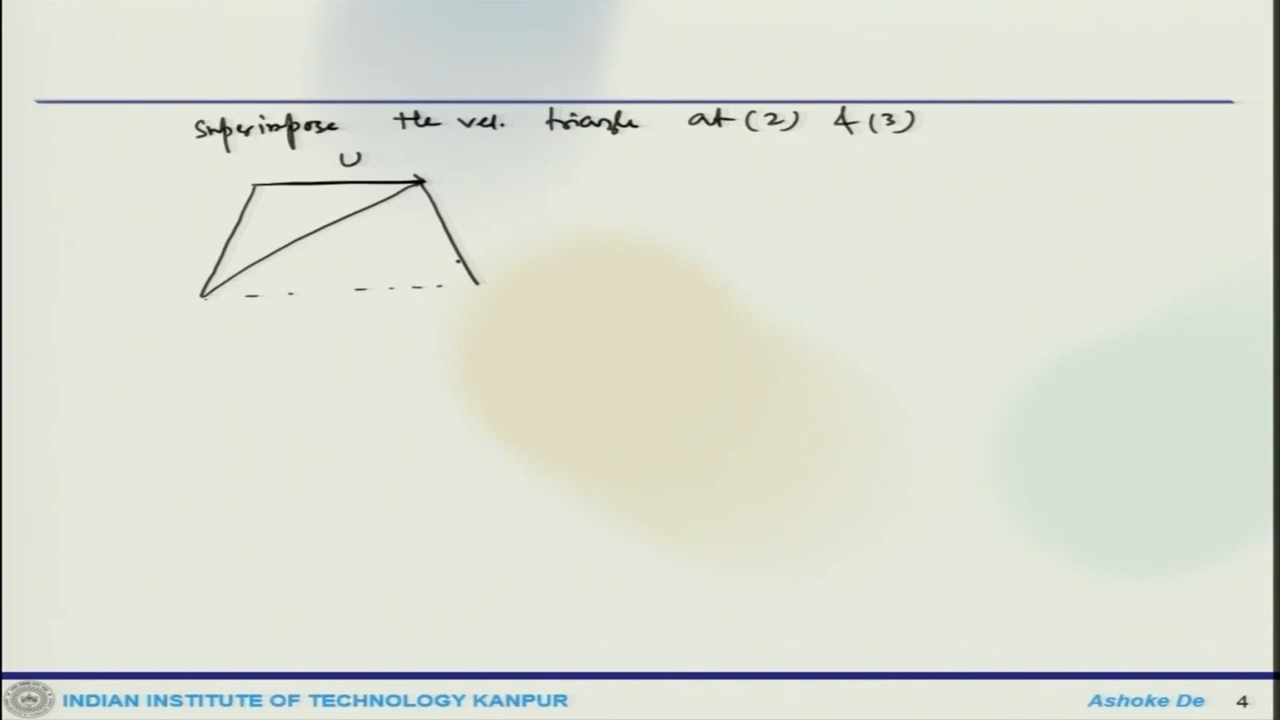 Superimpose the vel. triangle at (2) & (3)
U
INDIAN INSTITUTE OF TECHNOLOGY KANPUR
Ashoke De 4